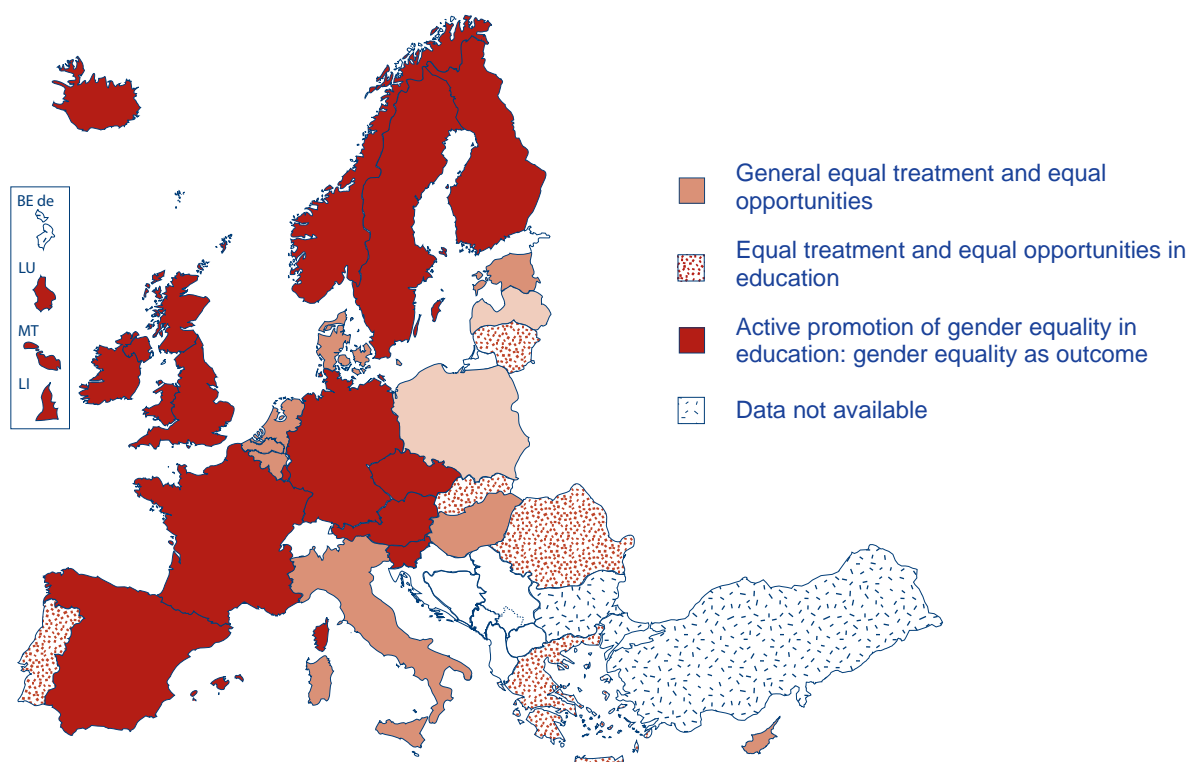 BE de
LU
MT
LI
General equal treatment and equal
opportunities
Equal treatment and equal opportunities in
education
Active promotion of gender equality in
education: gender equality as outcome
Data not available